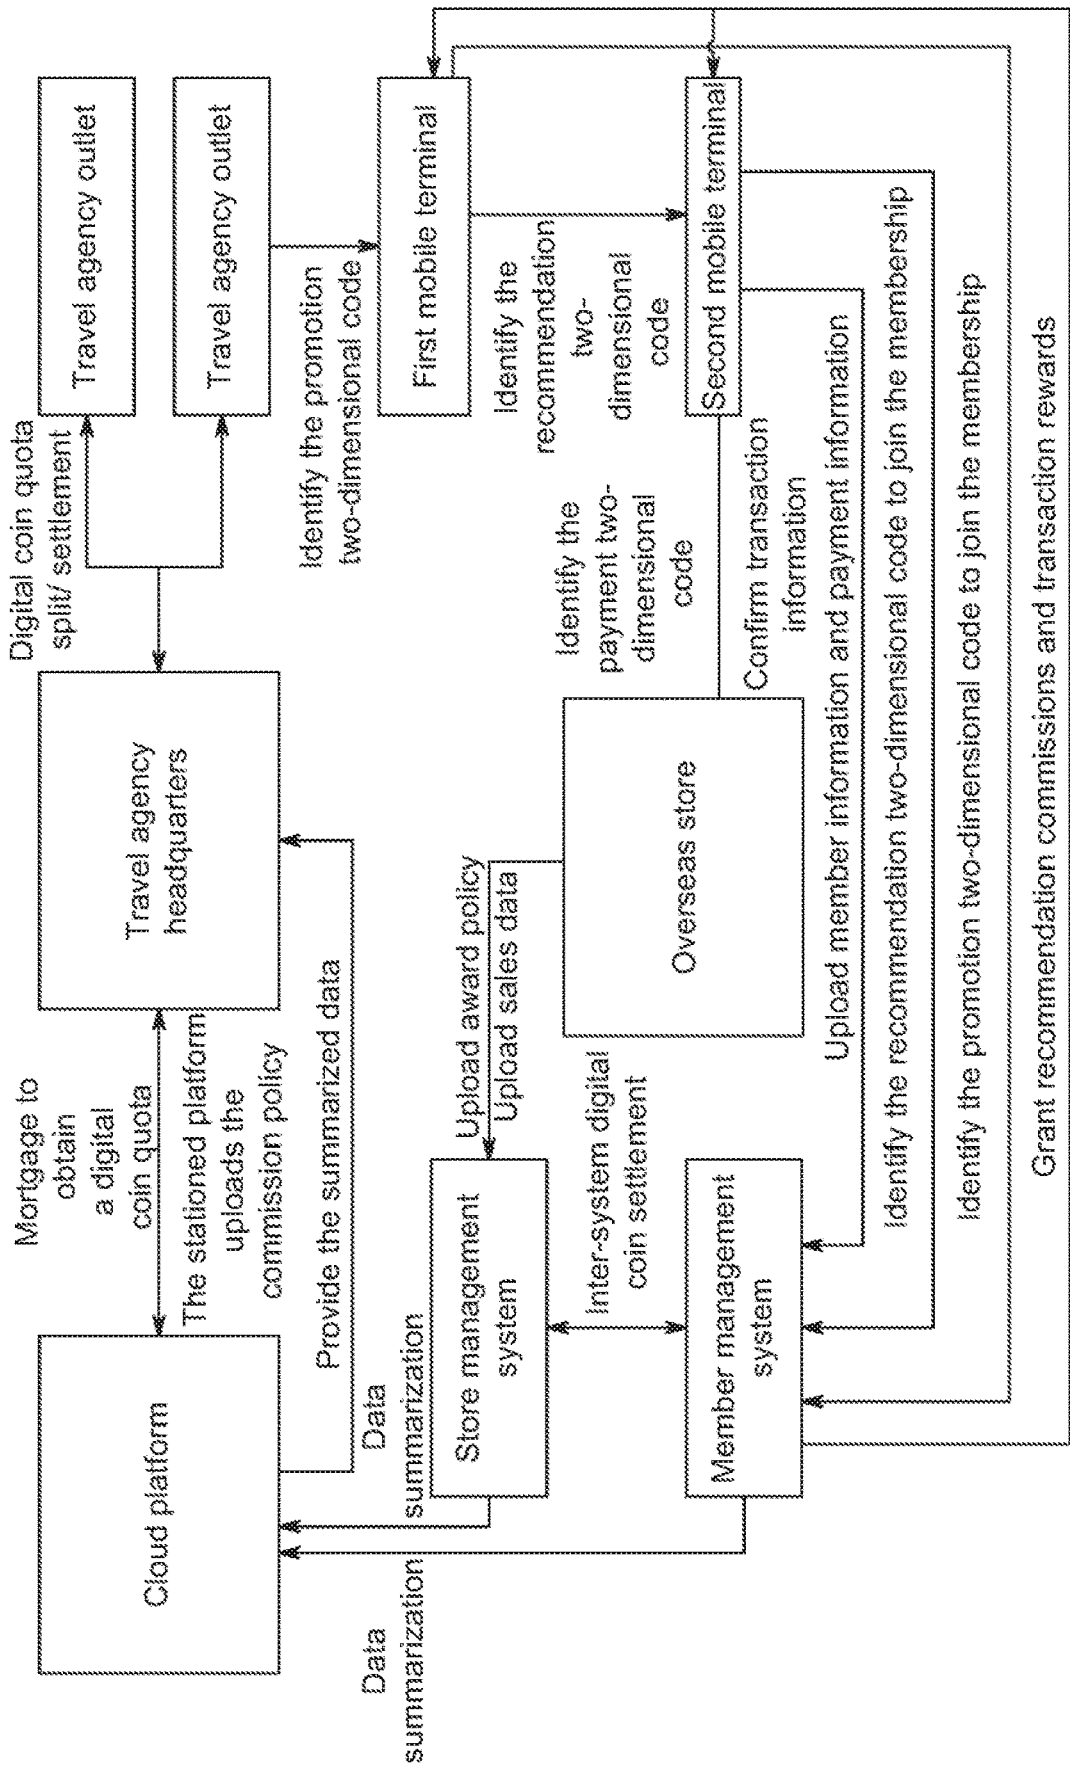 Cloud platform
Mortgage to
obtain
a digital
coin quota
The stationed platform
uploads the
commission policy
Provide the summarized data
Travel agency
headquarters
Digital coin quota
split/ settlement
Travel agency outlet
Travel agency outlet
Identify the promotion
two-dimensional code
First mobile terminal
Data
summarization
Data
summarization
Store management
system
Upload award policy
Upload sales data
Inter-system digital
coin settlement
Overseas store
Identify the
payment two-
dimensional
code
Confirm transaction
information
Identify the
recommendation
two-
dimensional
code
Second mobile terminal
Member management
system
Upload member information and payment information
Identify the recommendation two-dimensional code to join the membership
Identify the promotion two-dimensional code to join the membership
Grant recommendation commissions and transaction rewards